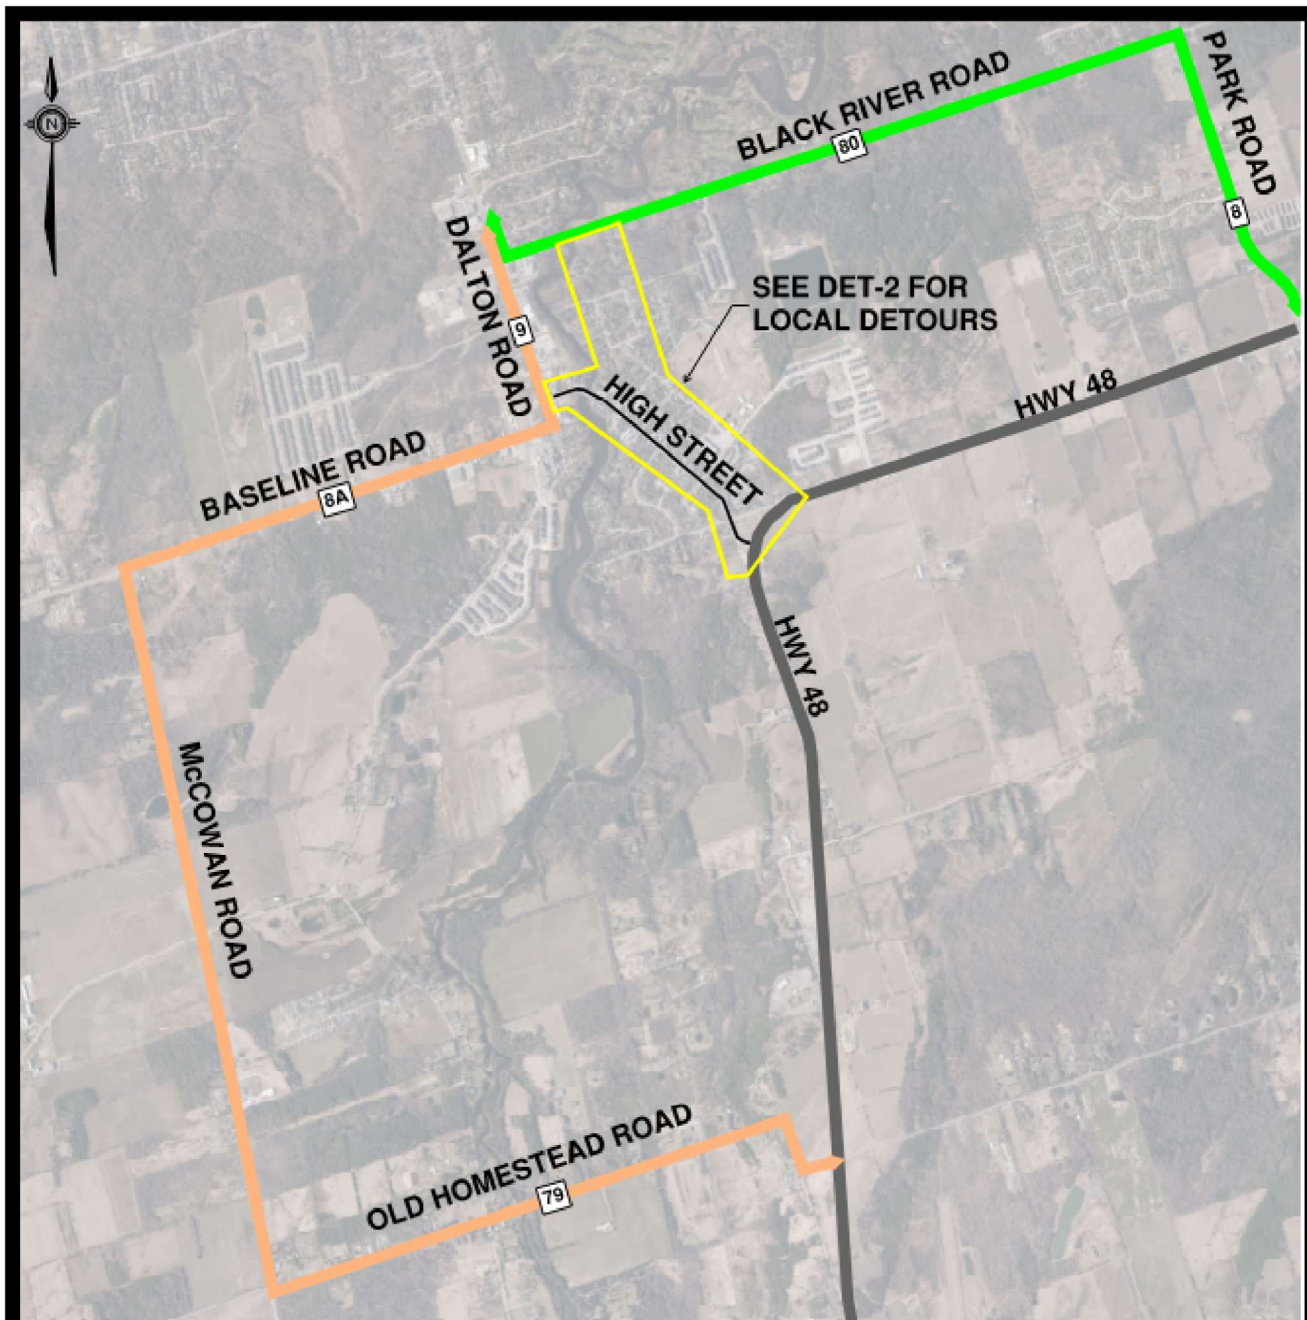 N
BLACK RIVER ROAD
80
PARK ROAD
8
DALTON ROAD
9
SEE DET-2 FOR
LOCAL DETOURS
HIGH STREET
HWY 48
BASELINE ROAD
8A
HWY 48
McCOWAN ROAD
OLD HOMESTEAD ROAD
79